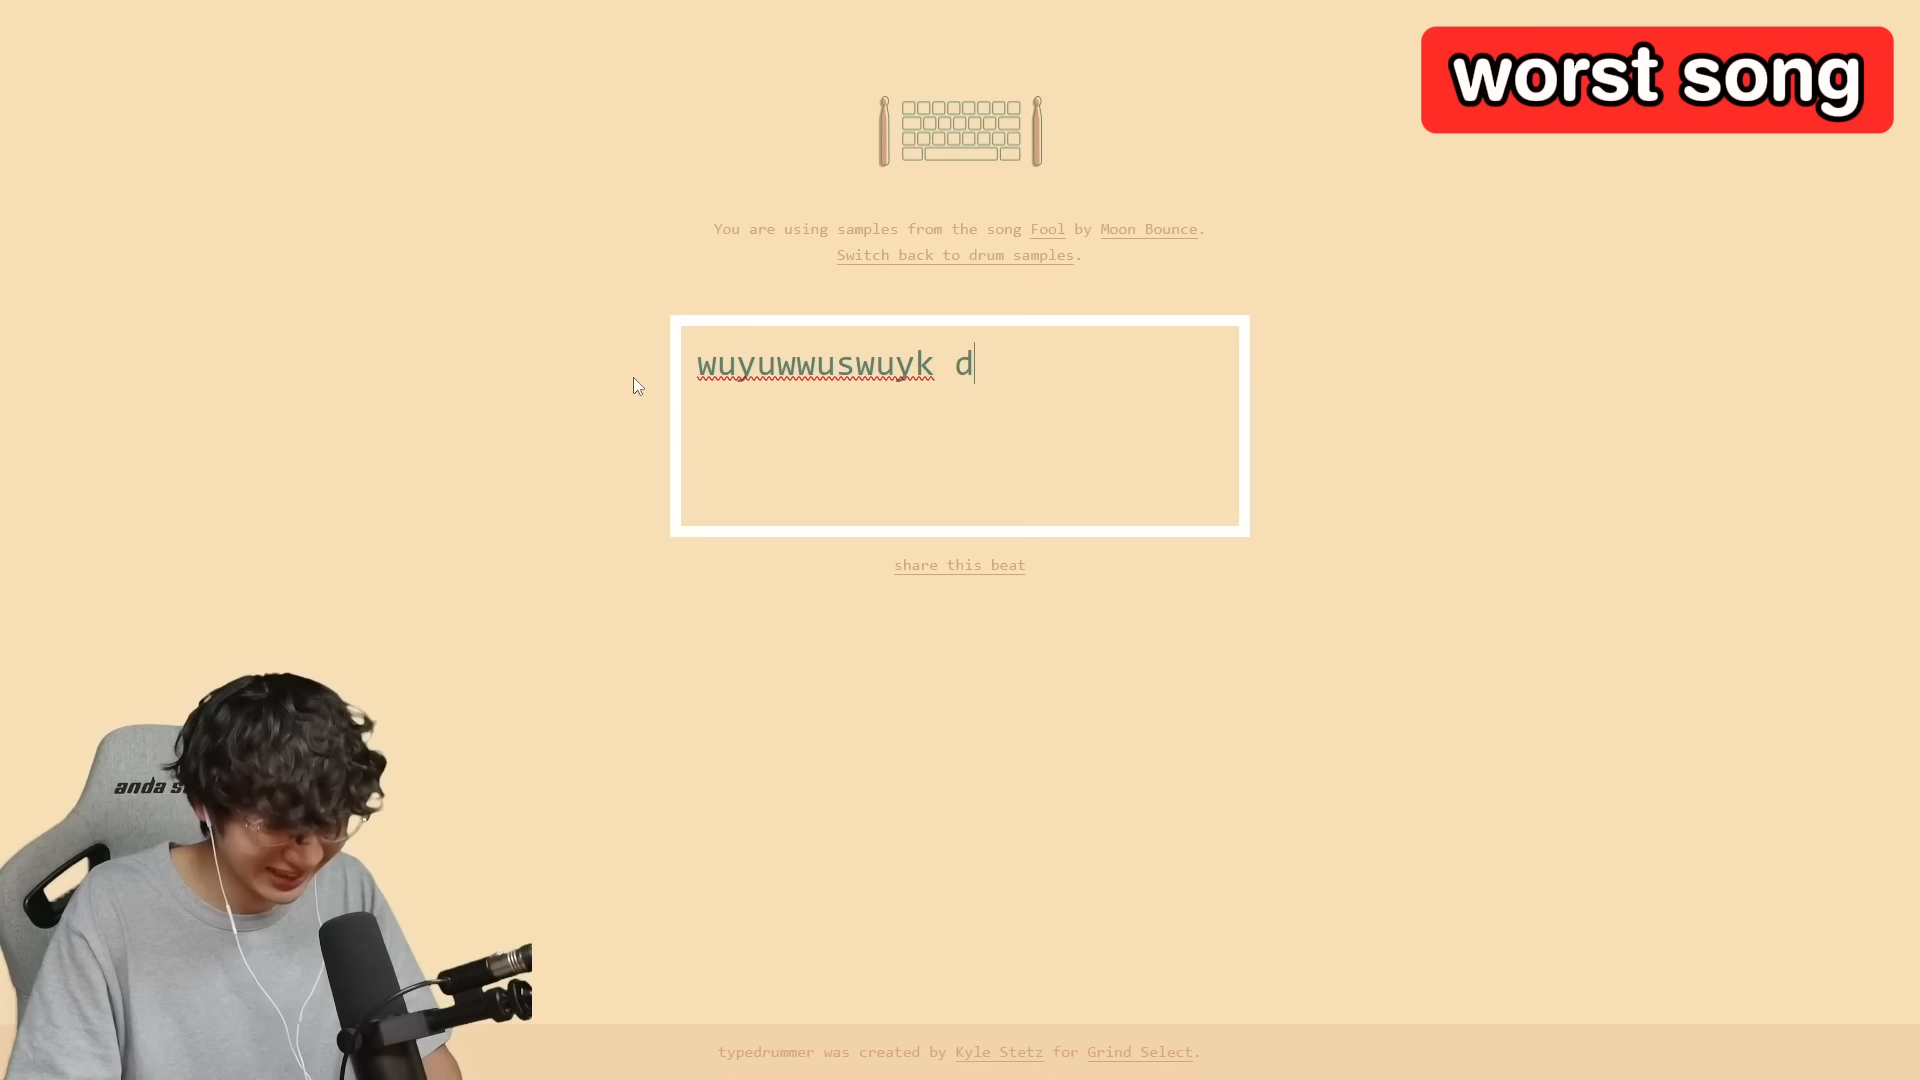 worst song
You are using samples from the song Fool by Moon Bounce.
Switch back to drum samples.
wuyuwwuswuyk d
share this beat
anda s
typedrummer was created by Kyle Stetz for Grind Select.